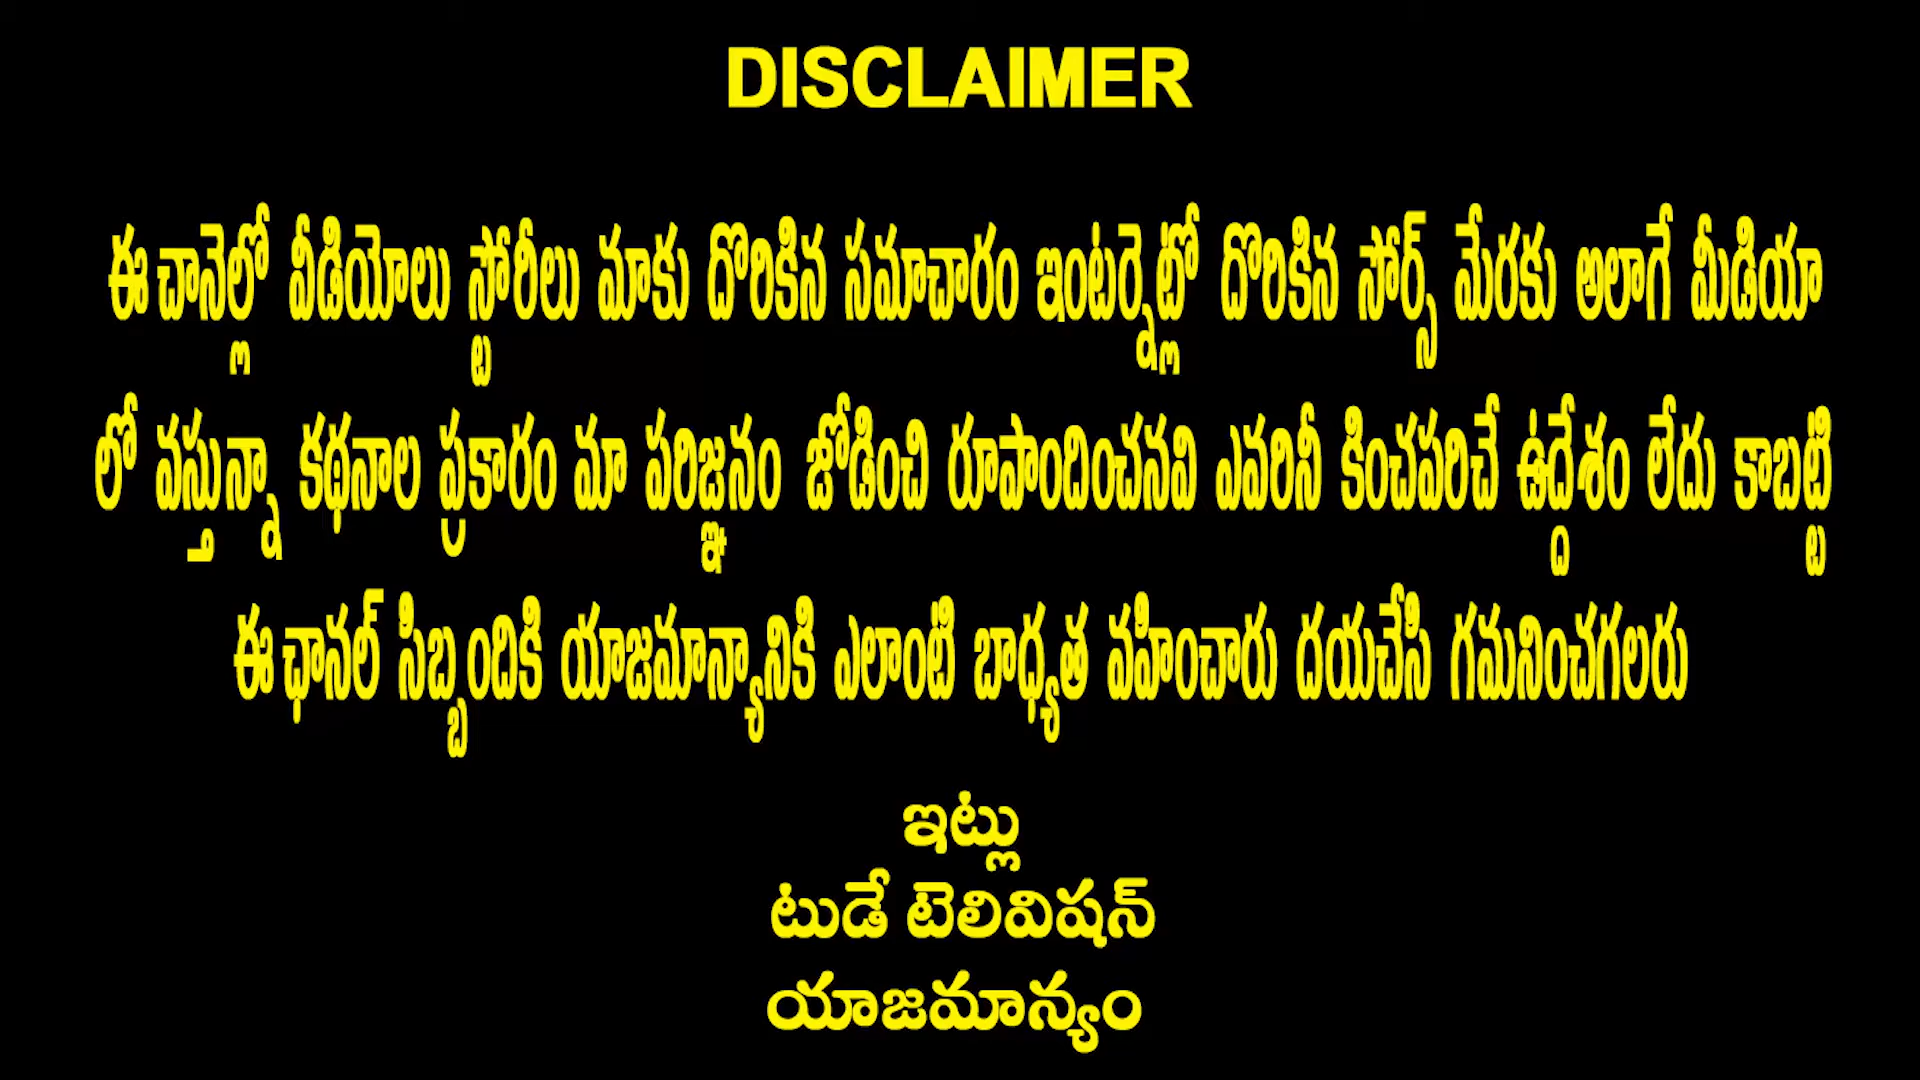 DISCLAIMER
ఈ చానెల్లో వీడియోలు స్టోరీలు మాకు దొరికిన సమాచారం ఇంటర్నెట్లో దొరికిన సోర్స్ మేరకు అలాగే మీడియా
లో వస్తున్నా కథనాల ప్రకారం మా పరిజ్ఞనం జోడించి రూపొందించనవి ఎవరినీ కించపరిచే ఉద్దేశం లేదు కాబట్టి
ఈ ఛానల్ సిబ్బందికి యాజమాన్యానికి ఎలాంటి బాధ్యత వహించారు దయచేసి గమనించగలరు
ఇట్లు
టుడే టెలివిషన్
యాజమాన్యం